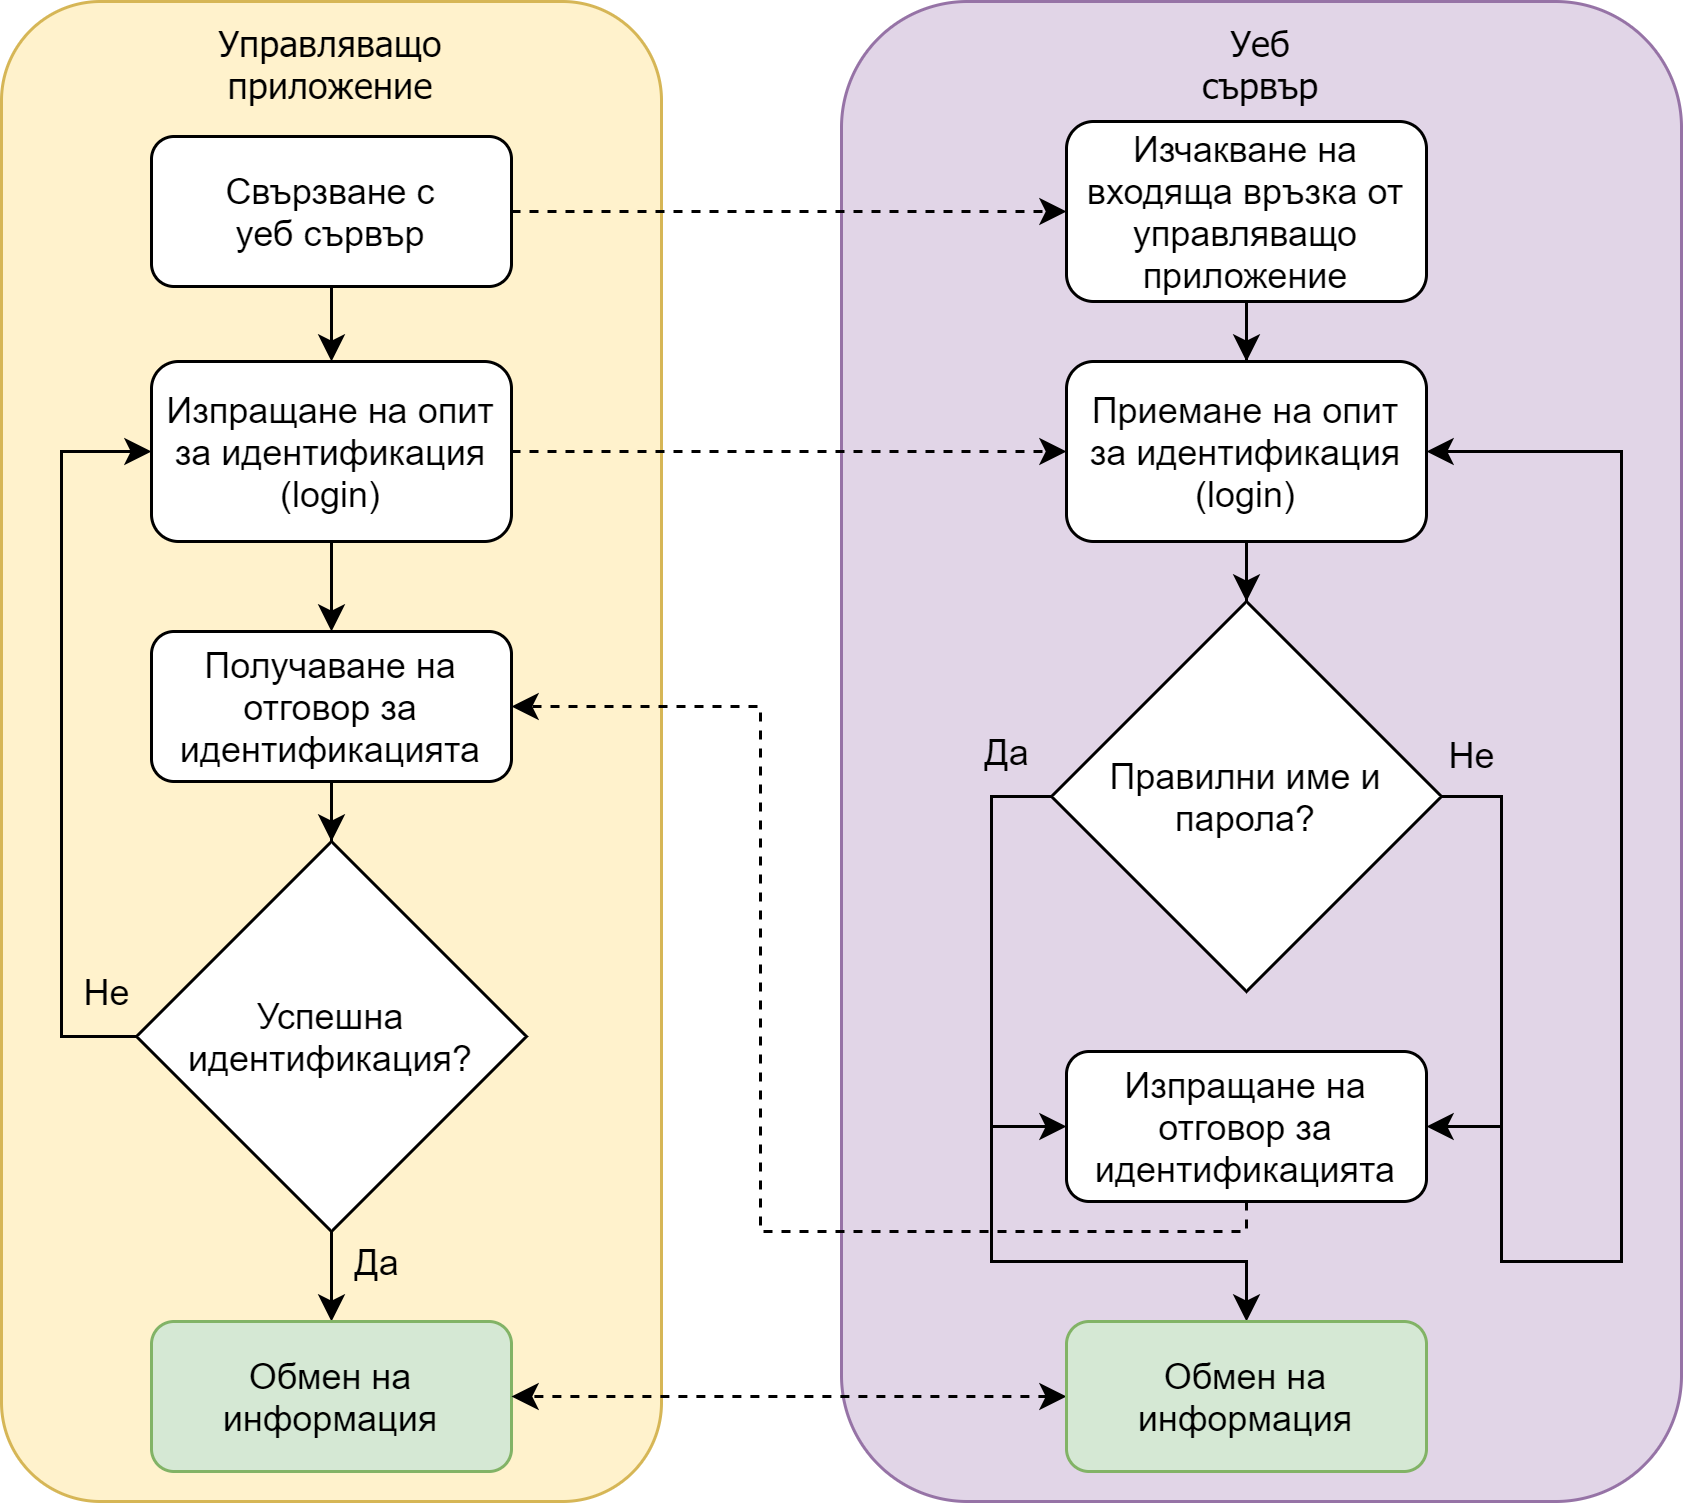 Управляващо
приложение
Свързване с
уеб сървър
Изпращане на опит
за идентификация
(login)
Получаване на
отговор за
идентификацията
Не
Успешна
идентификация?
Да
Обмен на
информация
Уеб
сървър
Изчакване на
входяща връзка от
управляващо
приложение
Приемане на опит
за идентификация
(login)
Да
Не
Правилни име и
парола?
Изпращане на
отговор за
идентификацията
Обмен на
информация